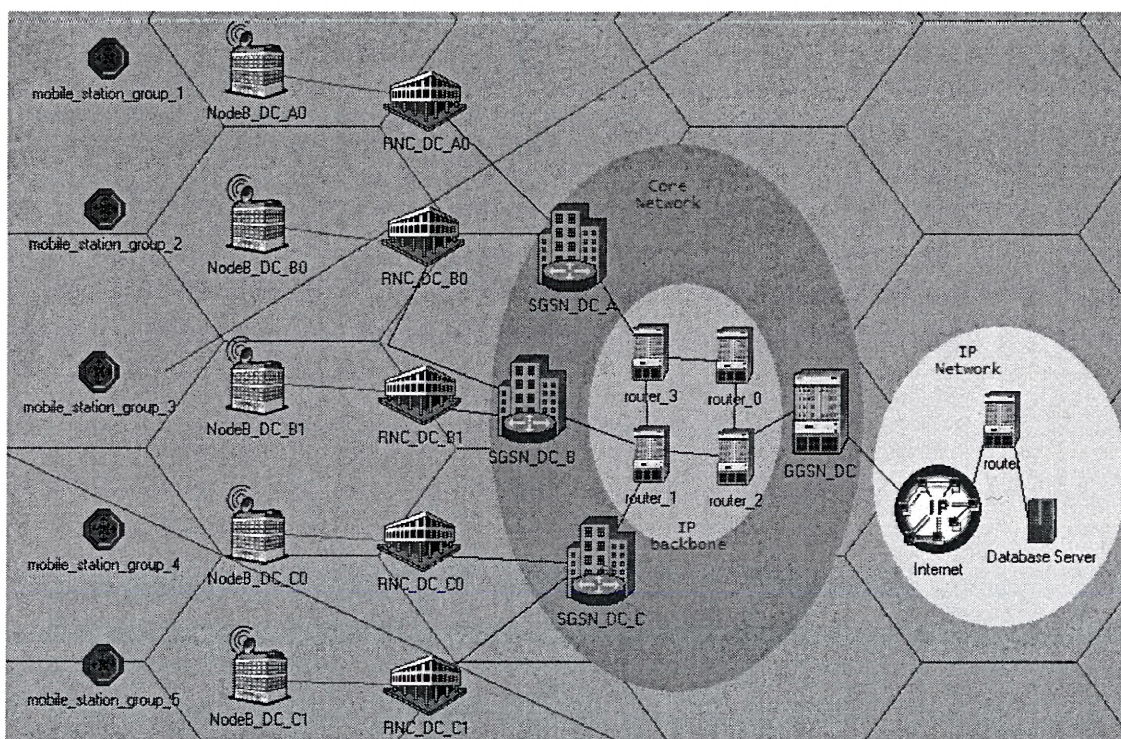 mobile_station_group_1
NodeB_DC_A0
RNC_DC_A0
mobile_station_group_2
NodeB_DC_B0
RNC_DC_B0
Core
Network
SGSN_DC_A
mobile_station_group_3
NodeB_DC_B1
RNC_DC_B1
SGSN_DC_B
router_3
router_0
router_1
router_2
IP
backbone
GGSN_DC
IP
Network
router
IP
Internet
Database Server
mobile_station_group_4
NodeB_DC_C0
RNC_DC_C0
SGSN_DC_C
mobile_station_group_5
NodeB_DC_C1
RNC_DC_C1